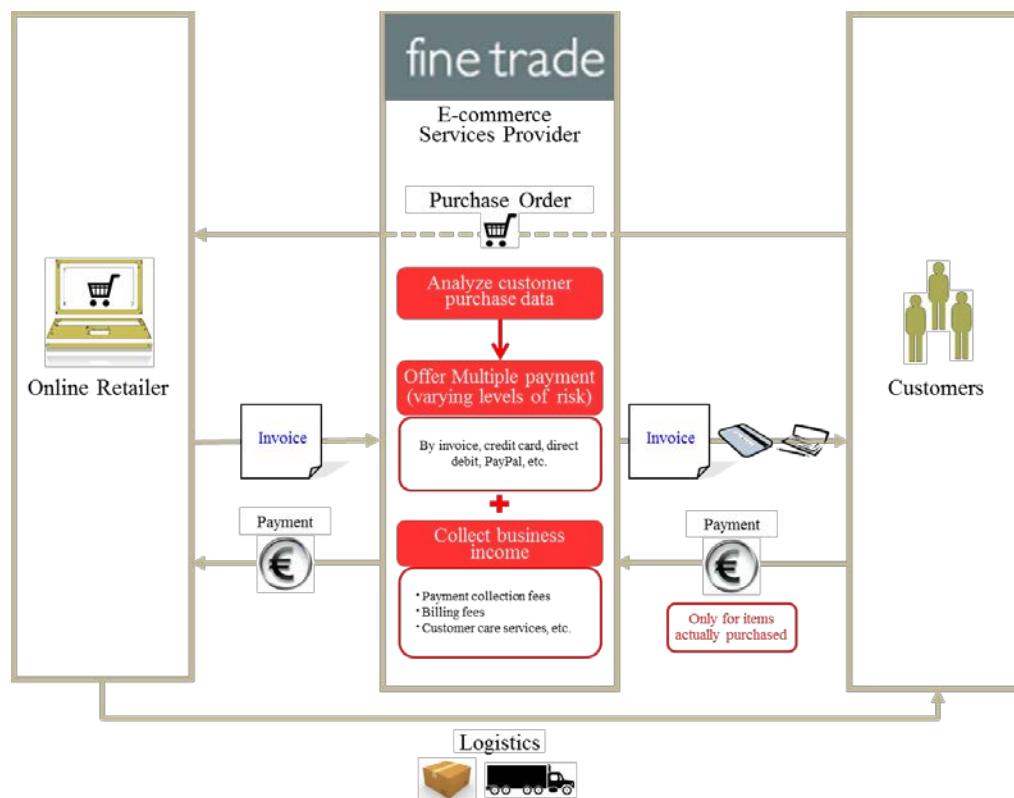 fine trade
E-commerce
Services Provider
Purchase Order
Analyze customer
purchase data
Online Retailer
Offer Multiple payment
(varying levels of risk)
Customers
Invoice
By invoice, credit card, direct
debit, PayPal, etc.
Invoice
Payment
€
Collect business
income
• Payment collection fees
• Billing fees
• Customer care services, etc.
Payment
€
Only for items
actually purchased
Logistics